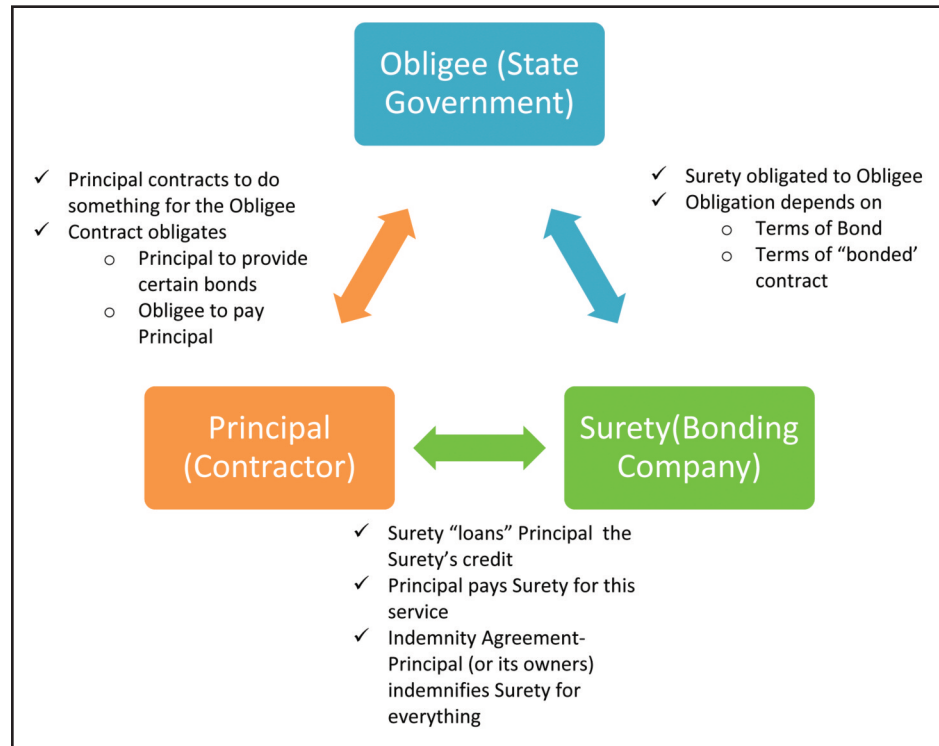 Obligee (State
Government)
✓ Principal contracts to do
something for the Obligee
✓ Contract obligates
o Principal to provide
certain bonds
o Obligee to pay
Principal
✓ Surety obligated to Obligee
✓ Obligation depends on
o Terms of Bond
o Terms of “bonded’
contract
Principal
(Contractor)
Surety(Bonding
Company)
✓ Surety “loans” Principal the
Surety’s credit
✓ Principal pays Surety for this
service
✓ Indemnity Agreement-
Principal (or its owners)
indemnifies Surety for
everything